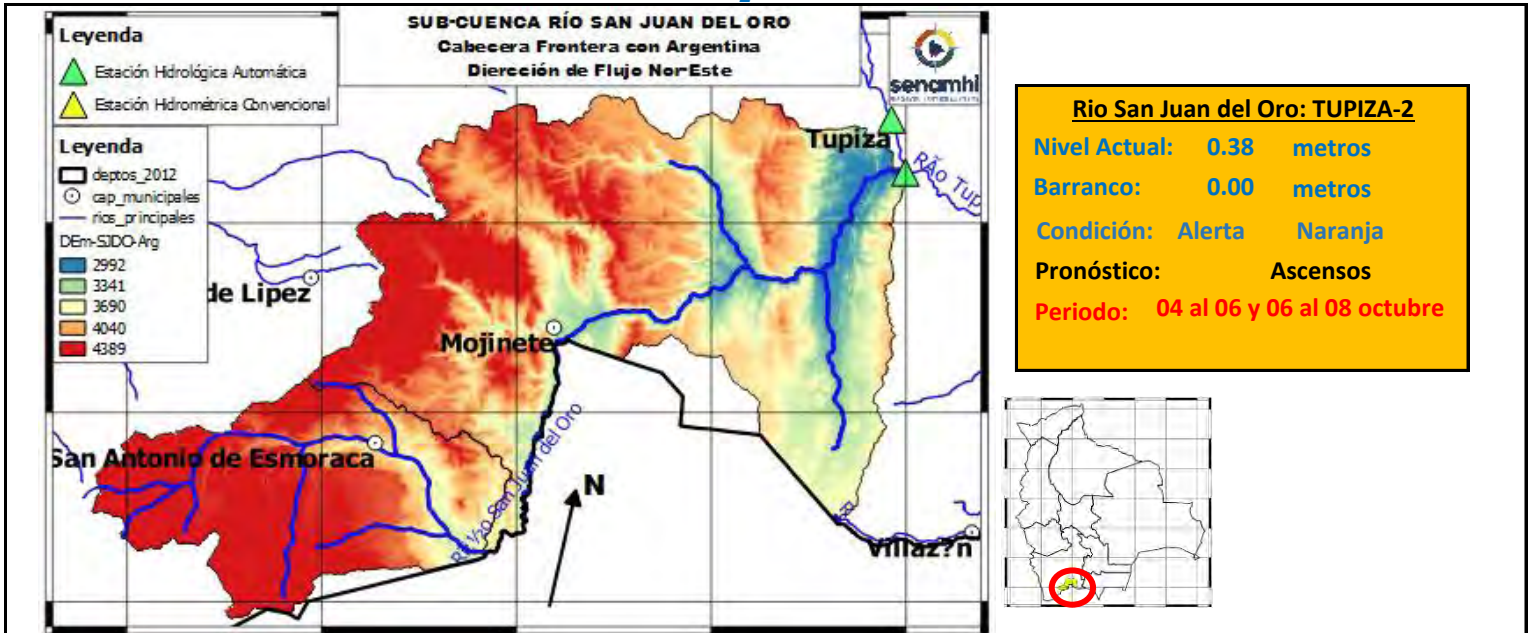 SUB-CUENCA RÍO SAN JUAN DEL ORO
Cabecera Frontera con Argentina
Diercción de Flujo Nor-Este
senamhi
Leyenda
Estación Hidrológica Automática
Estación Hidrométrica Convencional
Leyenda
deptos_2012
cap_municipales
rios_principales
DEm-SJDO-Arg
2992
3341
3690
4040
4389
Tupiza
RÃo Tup
de Lipez
Mojinete
San Antonio de Esmoraca
San Juan del Oro
N
Villaz?n
Rio San Juan del Oro: TUPIZA-2
Nivel Actual: 0.38 metros
Barranco: 0.00 metros
Condición: Alerta Naranja
Pronóstico: Ascensos
Periodo: 04 al 06 y 06 al 08 octubre